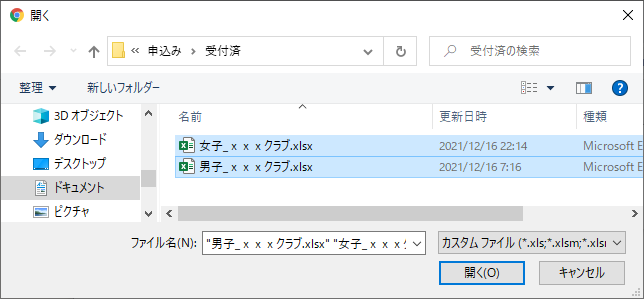 開く
« 申込み › 受付済
受付済の検索
整理 新しいフォルダー
名前 更新日時 種類
3D オブジェクト
ダウンロード
デスクトップ
ドキュメント
ピクチャ
女子_ｘｘｘクラブ.xlsx 2021/12/16 22:14 Microsoft E
男子_ｘｘｘクラブ.xlsx 2021/12/16 7:16 Microsoft E
ファイル名(N): "男子_ｘｘｘクラブ.xlsx" "女子_ｘｘｘク カスタム ファイル (*.xls;*.xlsm;*.xlsx
開く(O) キャンセル